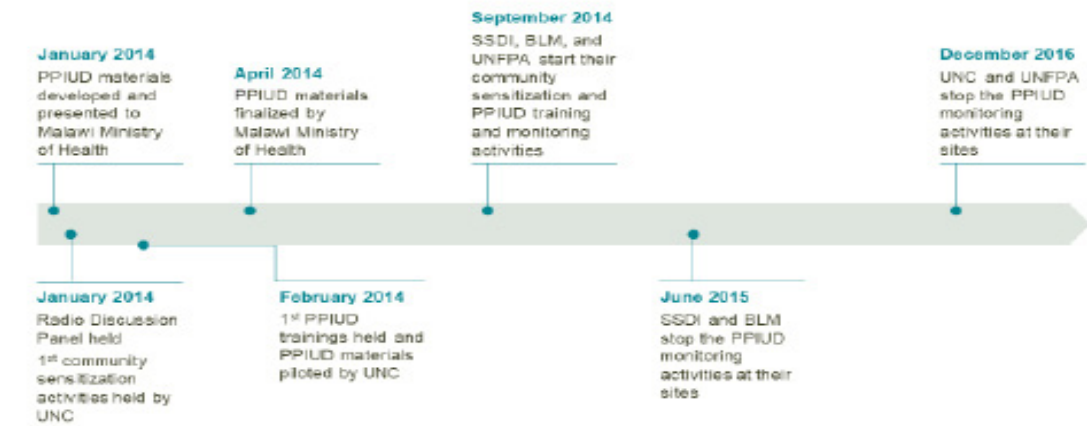 January 2014
PPIUD materials
developed and
presented to
Malawi Ministry
of Health
April 2014
PPIUD materials
finalized by
Malawi Ministry
of Health
September 2014
SSDI, BLM, and
UNFPA start their
community
sensitization and
PPIUD training
and monitoring
activities
December 2016
UNC and UNFPA
stop the PPIUD
monitoring
activities at their
sites
January 2014
Radio Discussion
Panel held
1st community
sensitization
activities held by
UNC
February 2014
1st PPIUD
trainings held and
PPIUD materials
piloted by UNC
June 2015
SSDI and BLM
stop the PPIUD
monitoring
activities at their
sites